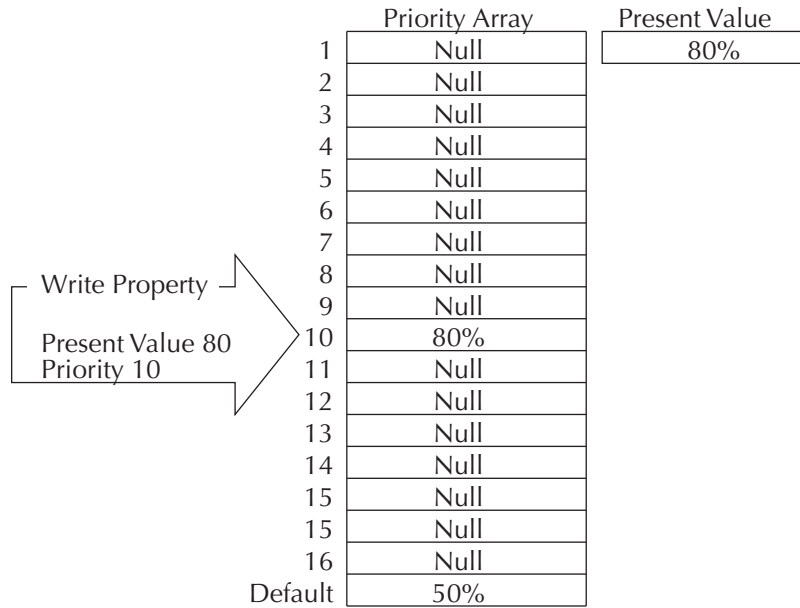 Priority Array Present Value
1 Null 80%
2 Null
3 Null
4 Null
5 Null
6 Null
7 Null
8 Null
9 Null
10 80%
11 Null
12 Null
13 Null
14 Null
15 Null
15 Null
16 Null
Default 50%
Write Property
Present Value 80
Priority 10